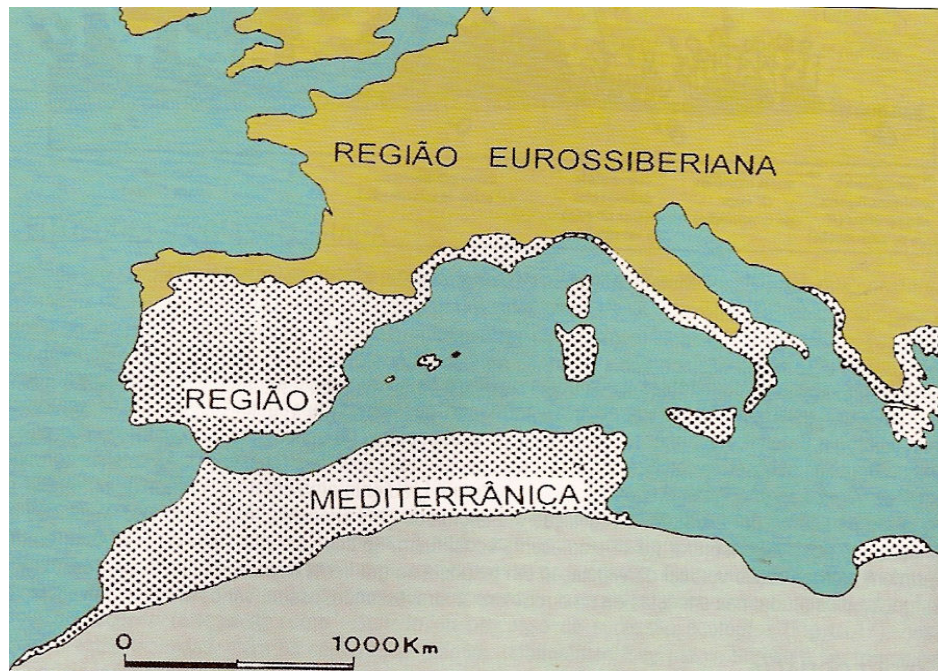 REGIÃO EUROSSIBERIANA
REGIÃO
MEDITERRÂNICA
0 1000Km